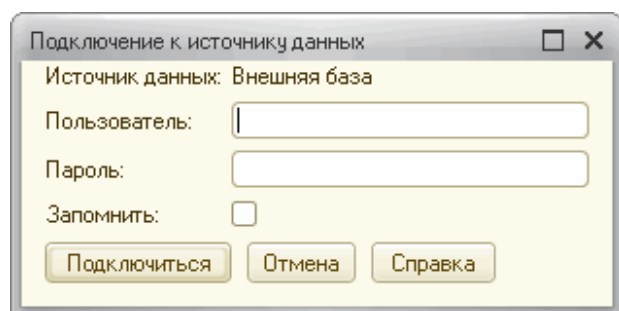 Подключение к источнику данных
Источник данных: Внешняя база
Пользователь:
Пароль:
Запомнить:
Подключиться Отмена Справка